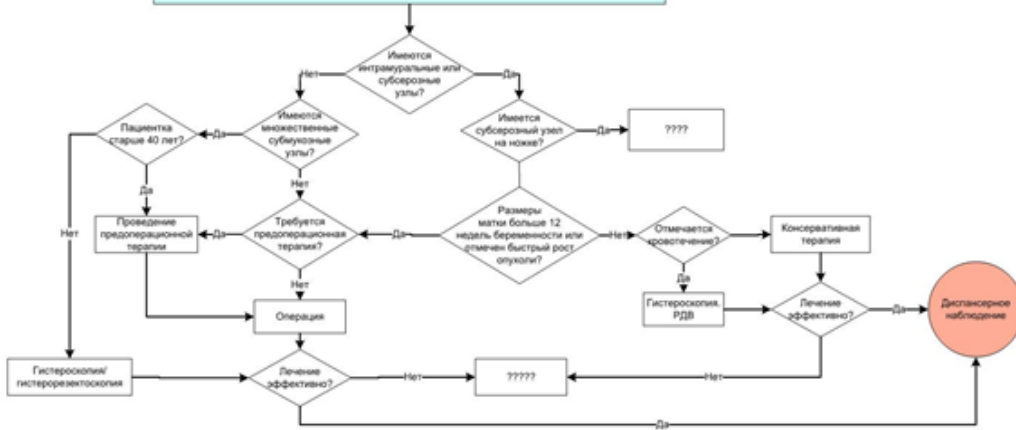 Имеются
интрамуральные или
субсерозные
узлы?
Нет
Да
Пациентка
старше 40 лет?
Да
Имеются
множественные
субмукозные
узлы?
Имеется
субсерозный узел
на ножке?
Да
????
Да
Нет
Нет
Проведение
предоперационной
терапии
Да
Требуется
предоперационная
терапия?
Да
Размеры
матки больше 12
недель беременности или
отмечен быстрый рост
опухоли?
Нет
Отмечается
кровотечение?
Консервативная
терапия
Да
Нет
Операция
Гистероскопия,
РДВ
Лечение
эффективно?
Да
Диспансерное
наблюдение
Гистероскопия/
гистерорезектоскопия
Лечение
эффективно?
Нет
?????
Нет
Да